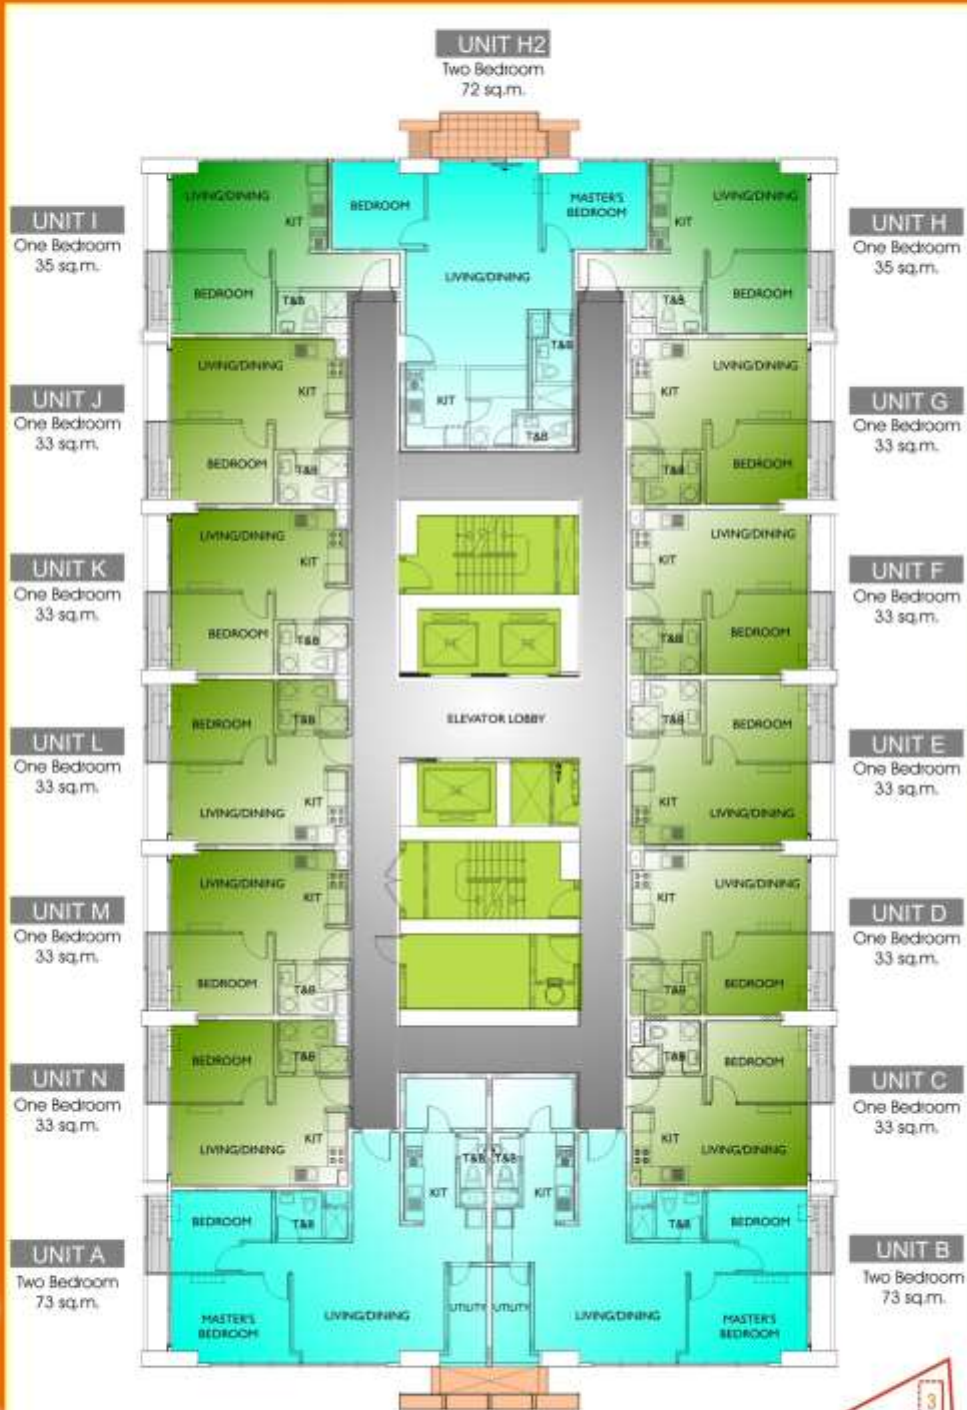 UNIT H2
Two Bedroom
72 sq.m.
UNIT I
One Bedroom
35 sq.m.
UNIT J
One Bedroom
33 sq.m.
UNIT K
One Bedroom
33 sq.m.
UNIT L
One Bedroom
33 sq.m.
UNIT M
One Bedroom
33 sq.m.
UNIT N
One Bedroom
33 sq.m.
UNIT A
Two Bedroom
73 sq.m.
LIVING/DINING
KIT
BEDROOM
T&B
LIVING/DINING
KIT
BEDROOM
T&B
LIVING/DINING
KIT
BEDROOM
T&B
BEDROOM
T&B
KIT
LIVING/DINING
LIVING/DINING
KIT
BEDROOM
T&B
BEDROOM
T&B
KIT
LIVING/DINING
BEDROOM
T&B
MASTER'S
BEDROOM
LIVING/DINING
KIT
T&B
UTILITY
BEDROOM
MASTER'S
BEDROOM
LIVING/DINING
T&B
KIT
T&B
ELEVATOR LOBBY
LIVING/DINING
KIT
T&B
BEDROOM
LIVING/DINING
KIT
T&B
BEDROOM
LIVING/DINING
KIT
T&B
BEDROOM
T&B
BEDROOM
KIT
LIVING/DINING
LIVING/DINING
KIT
T&B
BEDROOM
T&B
BEDROOM
KIT
LIVING/DINING
T&B
KIT
T&B
BEDROOM
UTILITY
LIVING/DINING
MASTER'S
BEDROOM
UNIT H
One Bedroom
35 sq.m.
UNIT G
One Bedroom
33 sq.m.
UNIT F
One Bedroom
33 sq.m.
UNIT E
One Bedroom
33 sq.m.
UNIT D
One Bedroom
33 sq.m.
UNIT C
One Bedroom
33 sq.m.
UNIT B
Two Bedroom
73 sq.m.
3